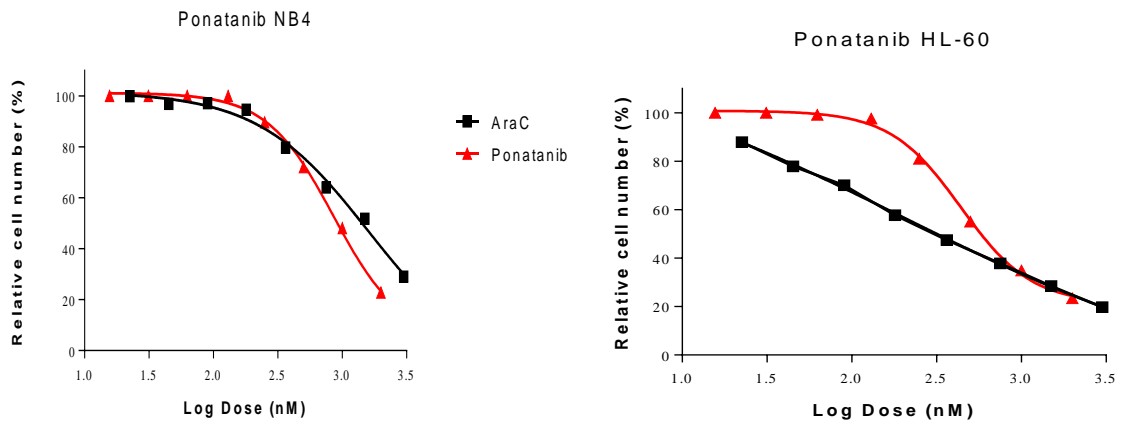 Ponatanib NB4
Relative cell number (%)
100
80
60
40
20
0
1.0 1.5 2.0 2.5 3.0 3.5
Log Dose (nM)
AraC
Ponatanib
Ponatanib HL-60
Relative cell number (%)
100
80
60
40
20
0
1.0 1.5 2.0 2.5 3.0 3.5
Log Dose (nM)